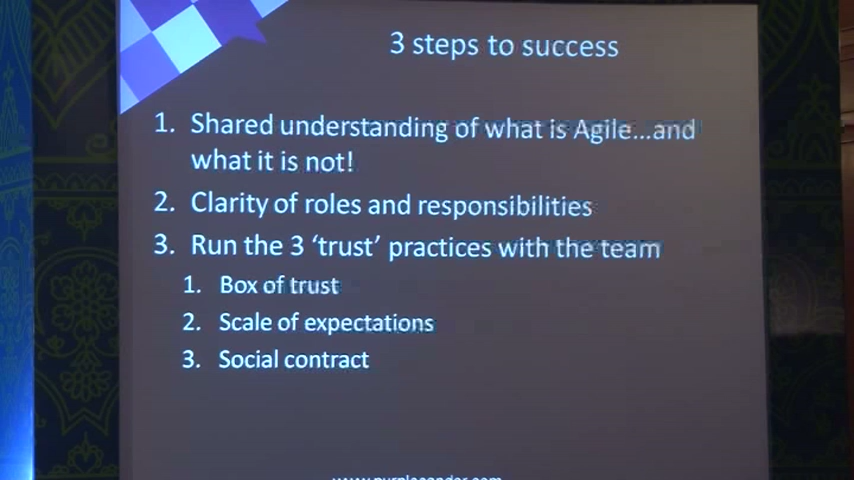 3 steps to success
1. Shared understanding of what is Agile...and
what it is not!
2. Clarity of roles and responsibilities
3. Run the 3 ‘trust’ practices with the team
1. Box of trust
2. Scale of expectations
3. Social contract